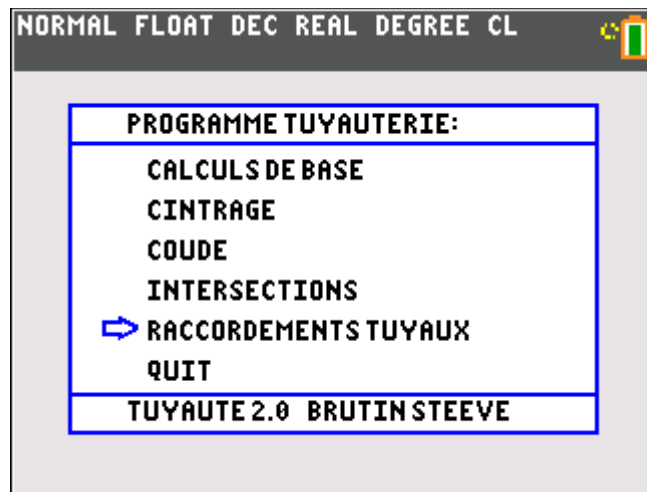 NORMAL FLOAT DEC REAL DEGREE CL
PROGRAMME TUYAUTERIE:
CALCULS DE BASE
CINTRAGE
COUDE
INTERSECTIONS
RACCORDEMENTS TUYAUX
QUIT
TUYAUTE 2.0 BRUTIN STEEVE